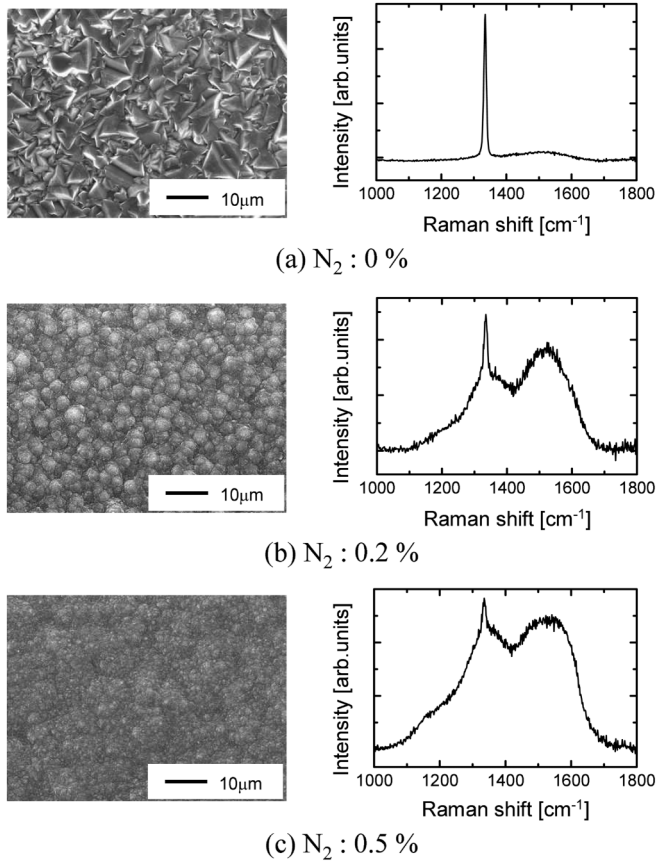 10μm
Intensity [arb.units]
1000 1200 1400 1600 1800
Raman shift [cm⁻¹]
(a) N₂ : 0 %
10μm
Intensity [arb.units]
1000 1200 1400 1600 1800
Raman shift [cm⁻¹]
(b) N₂ : 0.2 %
10μm
Intensity [arb.units]
1000 1200 1400 1600 1800
Raman shift [cm⁻¹]
(c) N₂ : 0.5 %